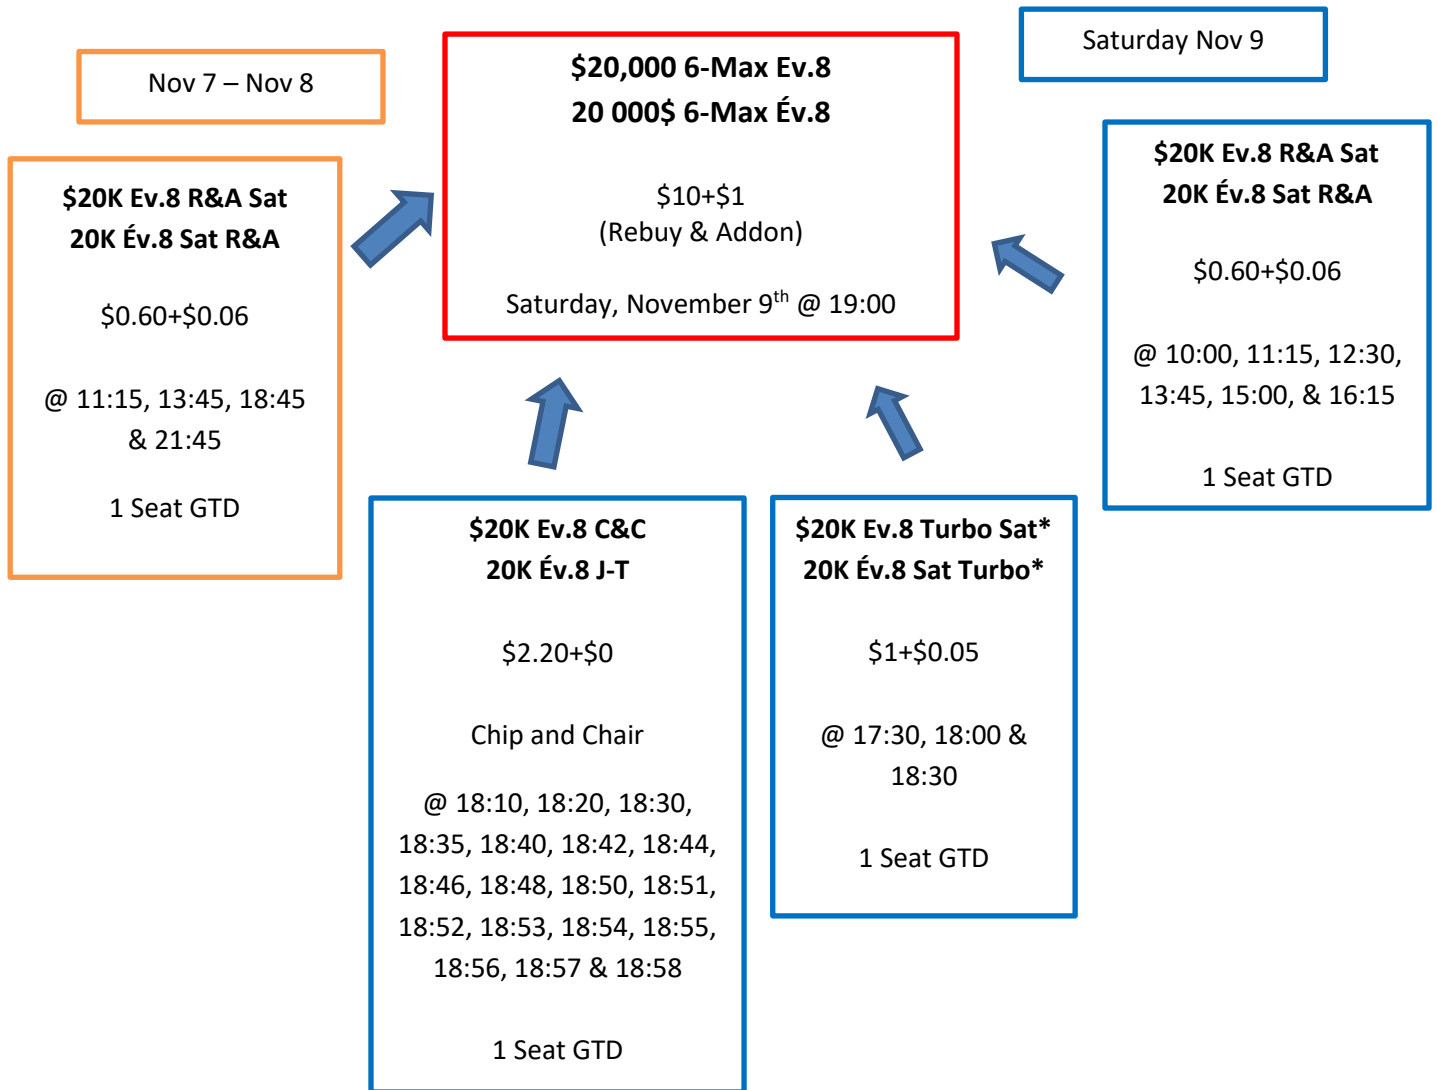 Nov 7 – Nov 8
$20,000 6-Max Ev.8
20 000$ 6-Max Év.8
$10+$1
(Rebuy & Addon)
Saturday, November 9th @ 19:00
Saturday Nov 9
$20K Ev.8 R&A Sat
20K Év.8 Sat R&A
$0.60+$0.06
@ 11:15, 13:45, 18:45
& 21:45
1 Seat GTD
$20K Ev.8 R&A Sat
20K Év.8 Sat R&A
$0.60+$0.06
@ 10:00, 11:15, 12:30,
13:45, 15:00, & 16:15
1 Seat GTD
$20K Ev.8 C&C
20K Év.8 J-T
$2.20+$0
Chip and Chair
@ 18:10, 18:20, 18:30,
18:35, 18:40, 18:42, 18:44,
18:46, 18:48, 18:50, 18:51,
18:52, 18:53, 18:54, 18:55,
18:56, 18:57 & 18:58
1 Seat GTD
$20K Ev.8 Turbo Sat*
20K Év.8 Sat Turbo*
$1+$0.05
@ 17:30, 18:00 &
18:30
1 Seat GTD